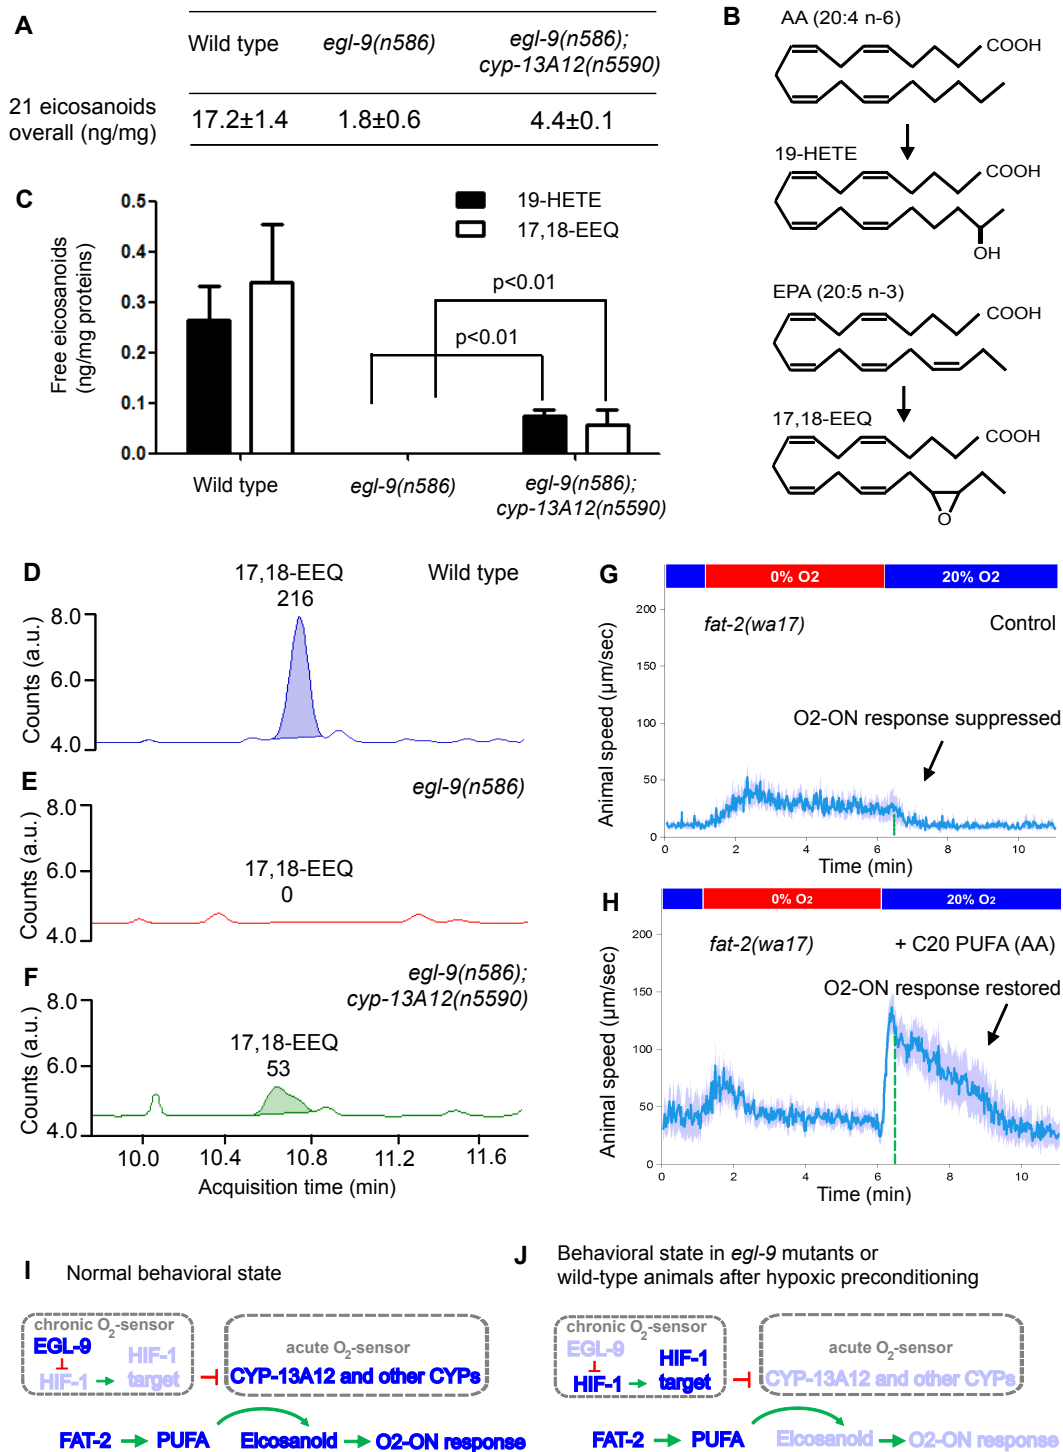 A
Wild type
egl-9(n586)
egl-9(n586);
cyp-13A12(n5590)
21 eicosanoids
overall (ng/mg)
17.2±1.4
1.8±0.6
4.4±0.1
B
AA (20:4 n-6)
COOH
19-HETE
COOH
OH
EPA (20:5 n-3)
COOH
17,18-EEQ
COOH
O
C
Free eicosanoids
(ng/mg proteins)
0.5
0.4
0.3
0.2
0.1
0.0
19-HETE
17,18-EEQ
p<0.01
p<0.01
Wild type
egl-9(n586)
egl-9(n586);
cyp-13A12(n5590)
D
17,18-EEQ
216
Wild type
Counts (a.u.)
8.0
6.0
4.0
E
egl-9(n586)
17,18-EEQ
0
Counts (a.u.)
8.0
6.0
4.0
F
egl-9(n586);
cyp-13A12(n5590)
17,18-EEQ
53
Counts (a.u.)
8.0
6.0
4.0
10.0
10.4
10.8
11.2
11.6
Acquisition time (min)
G
0% O2
20% O2
fat-2(wa17)
Control
O2-ON response suppressed
Animal speed (µm/sec)
200
150
100
50
0
0
2
4
6
8
10
Time (min)
H
0% O2
20% O2
fat-2(wa17)
+ C20 PUFA (AA)
O2-ON response restored
Animal speed (µm/sec)
200
150
100
50
0
0
2
4
6
8
10
Time (min)
I
Normal behavioral state
chronic O2-sensor
EGL-9
HIF-1
HIF-1
target
acute O2-sensor
CYP-13A12 and other CYPs
FAT-2
PUFA
Eicosanoid
O2-ON response
J
Behavioral state in egl-9 mutants or
wild-type animals after hypoxic preconditioning
chronic O2-sensor
EGL-9
HIF-1
HIF-1
target
acute O2-sensor
CYP-13A12 and other CYPs
FAT-2
PUFA
Eicosanoid
O2-ON response